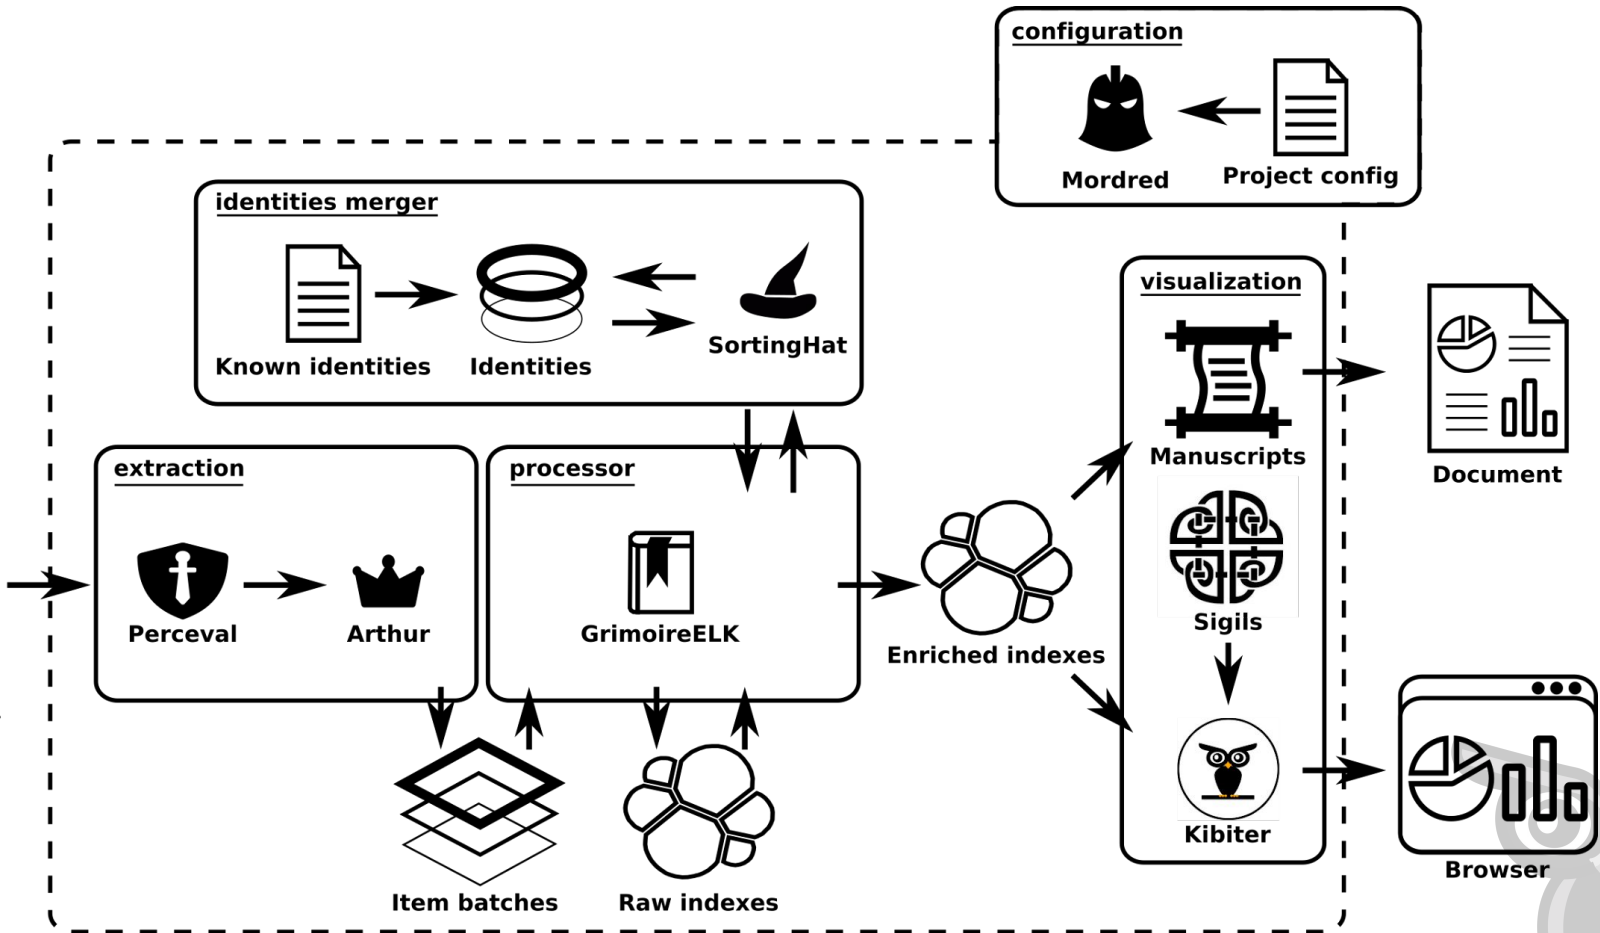 configuration
Mordred
Project config
identities merger
Known identities
Identities
SortingHat
visualization
Manuscripts
Document
extraction
processor
Perceval
Arthur
GrimoireELK
Enriched indexes
Sigils
Kibiter
Browser
Item batches
Raw indexes